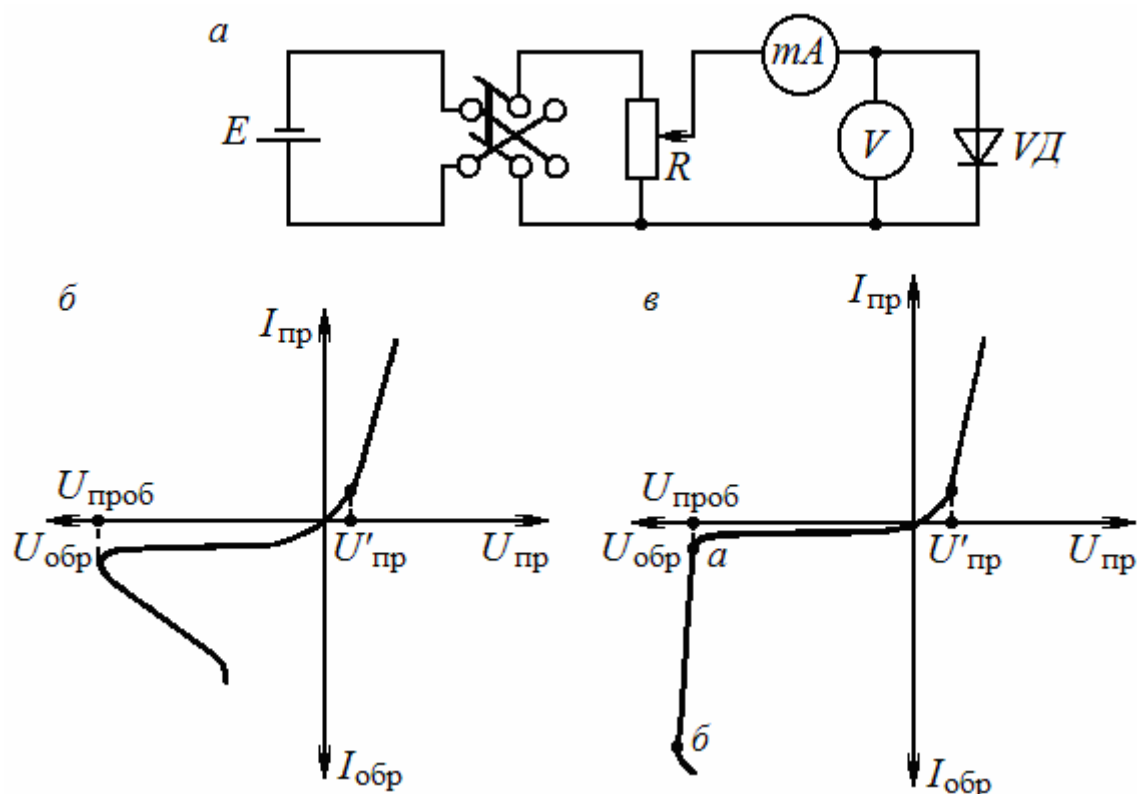 а
E
R
mA
V
VД
б
Iпр
Uпроб
Uобр
U'пр
Uпр
Iобр
в
Iпр
Uпроб
Uобр
а
U'пр
Uпр
б
Iобр